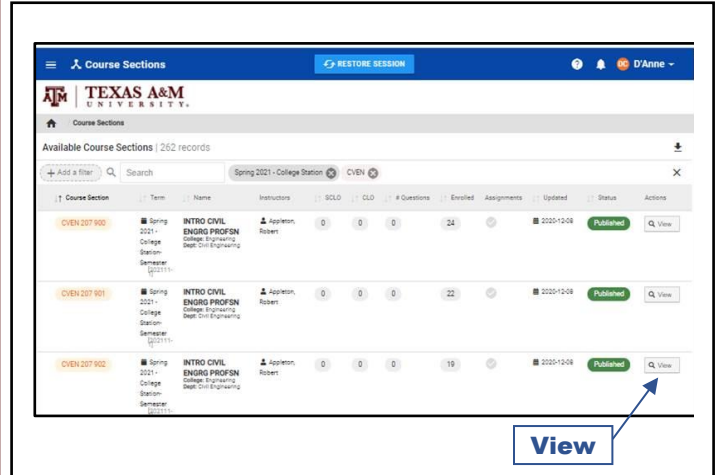 Course Sections RESTORE SESSION ? DC D'Anne
ATM TEXAS A&M
UNIVERSITY.
Course Sections
Available Course Sections | 262 records
+ Add a filter Search Spring 2021 - College Station CVEN
Course Section Term Name Instructors SCLO CLO # Questions Enrolled Assignments Updated Status Actions
CVEN 207 900 Spring INTRO CIVIL Appleton, 0 0 0 24 2020-12-08 Published View
2021 - ENGRG PROFSN Robert
College College: Engineering
Station- Dept: Civil Engineering
Semester
[202111-
CVEN 207 901 Spring INTRO CIVIL Appleton, 0 0 0 22 2020-12-08 Published View
2021 - ENGRG PROFSN Robert
College College: Engineering
Station- Dept: Civil Engineering
Semester
[202111-
CVEN 207 902 Spring INTRO CIVIL Appleton, 0 0 0 19 2020-12-08 Published View
2021 - ENGRG PROFSN Robert
College College: Engineering
Station- Dept: Civil Engineering
Semester
[202111-
View